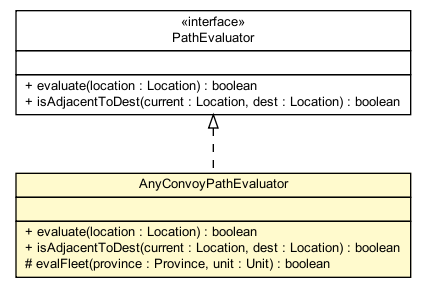 «interface»
PathEvaluator
+ evaluate(location : Location) : boolean
+ isAdjacentToDest(current : Location, dest : Location) : boolean
AnyConvoyPathEvaluator
+ evaluate(location : Location) : boolean
+ isAdjacentToDest(current : Location, dest : Location) : boolean
# evalFleet(province : Province, unit : Unit) : boolean